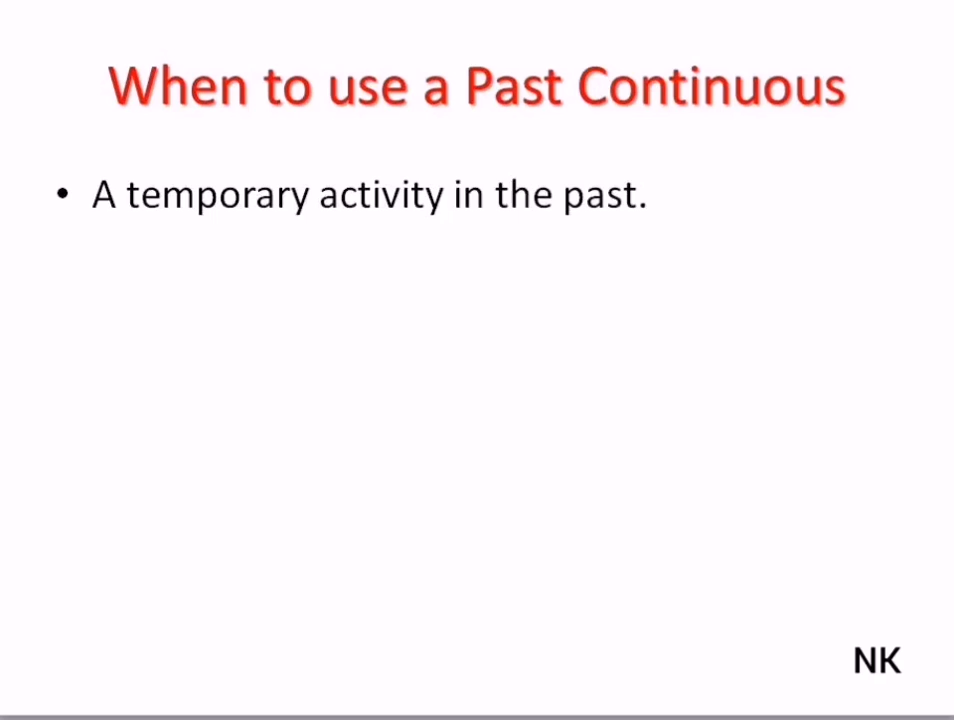 When to use a Past Continuous
• A temporary activity in the past.
NK